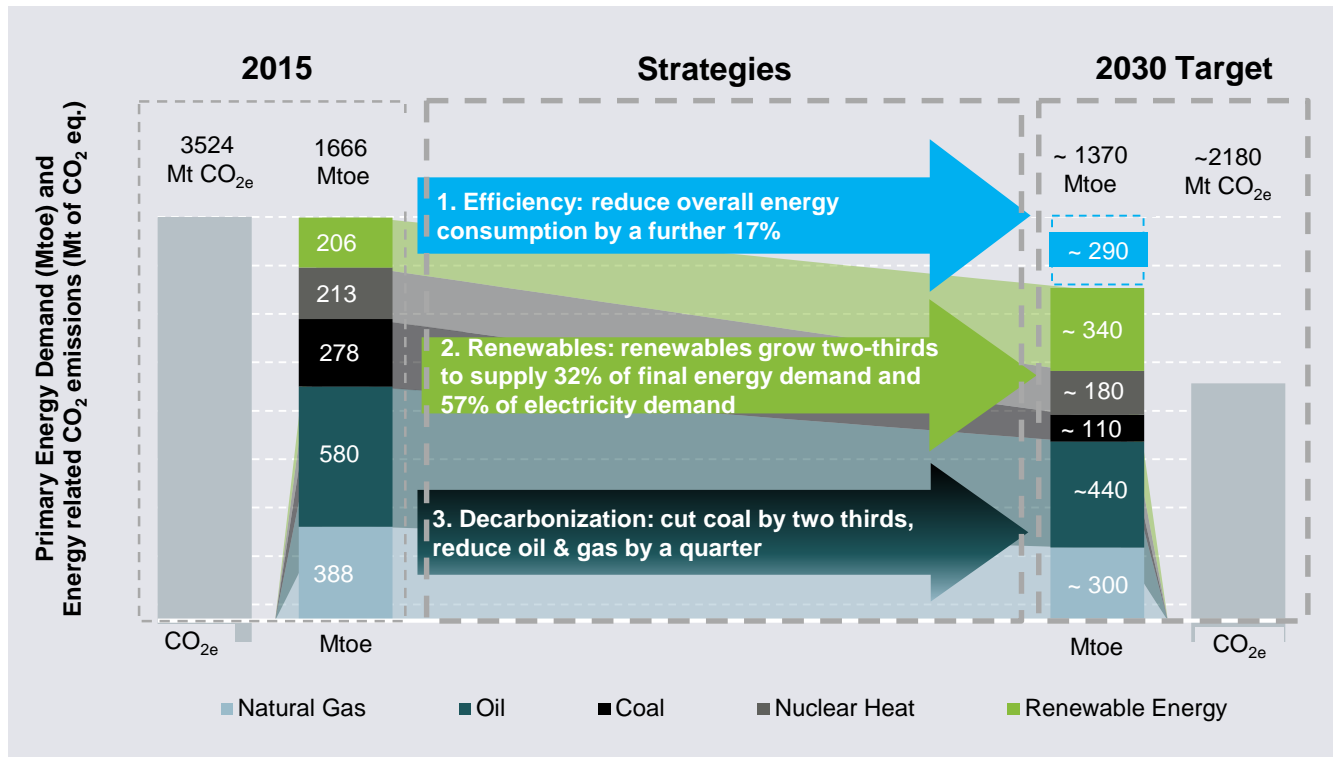 2015
Strategies
2030 Target
Primary Energy Demand (Mtoe) and
Energy related CO₂ emissions (Mt of CO₂ eq.)
3524
Mt CO₂ₑ
1666
Mtoe
~ 1370
Mtoe
~2180
Mt CO₂ₑ
1. Efficiency: reduce overall energy
consumption by a further 17%
206
213
278
580
388
2. Renewables: renewables grow two-thirds
to supply 32% of final energy demand and
57% of electricity demand
3. Decarbonization: cut coal by two thirds,
reduce oil & gas by a quarter
~ 290
~ 340
~ 180
~ 110
~440
~ 300
CO₂ₑ
Mtoe
Mtoe
CO₂ₑ
Natural Gas
Oil
Coal
Nuclear Heat
Renewable Energy